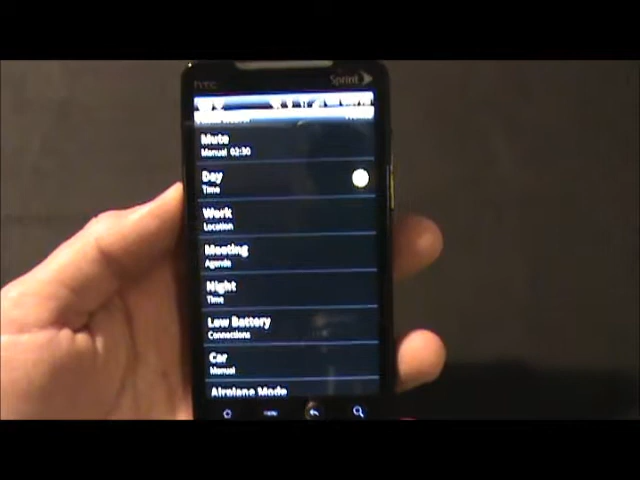 hTC Sprint
Mute
Manual 02:30
Day
Time
Work
Location
Meeting
Agenda
Night
Time
Low Battery
Connections
Car
Manual
Airplane Mode